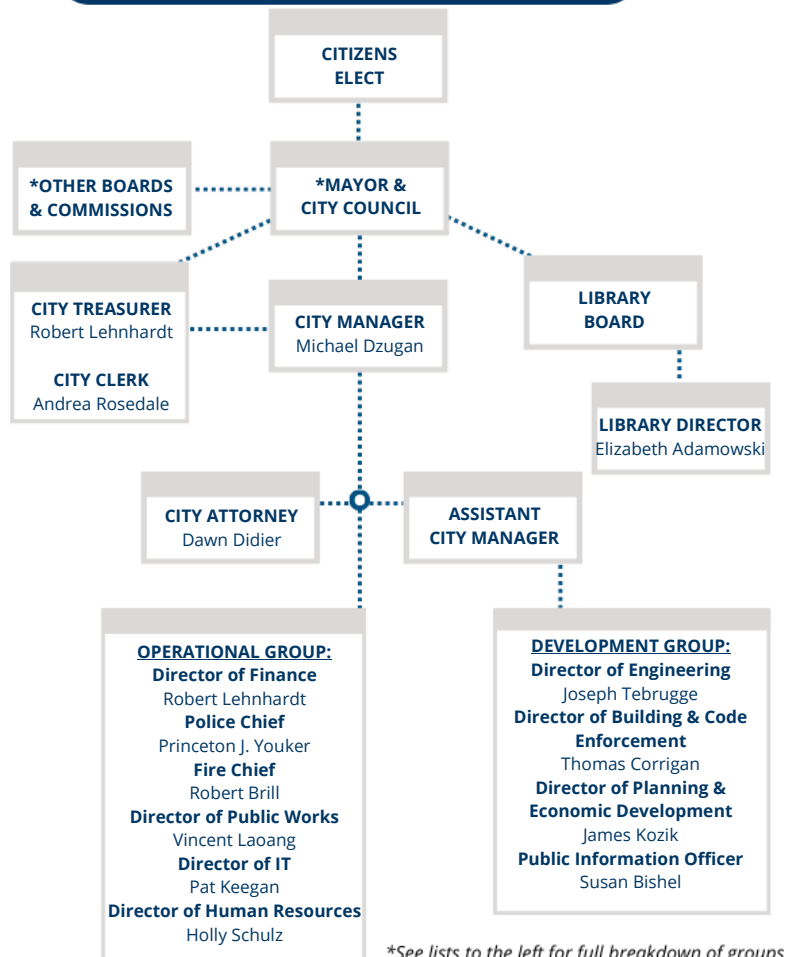 CITIZENS
ELECT
*OTHER BOARDS
& COMMISSIONS
*MAYOR &
CITY COUNCIL
CITY TREASURER
Robert Lehnhardt
CITY CLERK
Andrea Rosedale
CITY MANAGER
Michael Dzugan
LIBRARY
BOARD
LIBRARY DIRECTOR
Elizabeth Adamowski
CITY ATTORNEY
Dawn Didier
ASSISTANT
CITY MANAGER
OPERATIONAL GROUP:
Director of Finance
Robert Lehnhardt
Police Chief
Princeton J. Youker
Fire Chief
Robert Brill
Director of Public Works
Vincent Laoang
Director of IT
Pat Keegan
Director of Human Resources
Holly Schulz
DEVELOPMENT GROUP:
Director of Engineering
Joseph Tebrugge
Director of Building & Code
Enforcement
Thomas Corrigan
Director of Planning &
Economic Development
James Kozik
Public Information Officer
Susan Bishel
*See lists to the left for full breakdown of groups